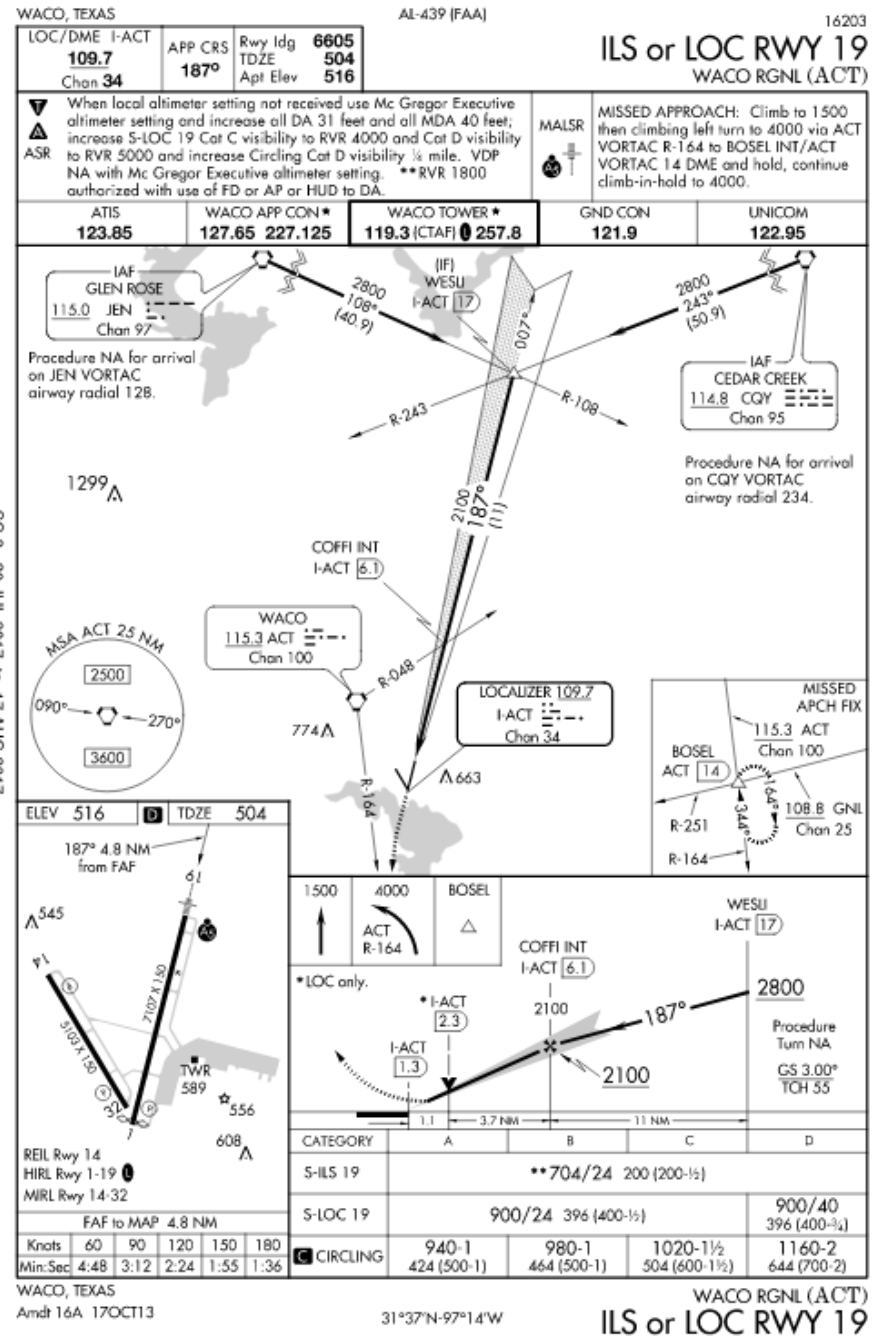 WACO, TEXAS
AL-439 (FAA)
16203
LOC/DME I-ACT
109.7
Chan 34
APP CRS
187°
Rwy Idg 6605
TDZE 504
Apt Elev 516
ILS or LOC RWY 19
WACO RGNL (ACT)
T
A
ASR
When local altimeter setting not received use Mc Gregor Executive
altimeter setting and increase all DA 31 feet and all MDA 40 feet;
increase S-LOC 19 Cat C visibility to RVR 4000 and Cat D visibility
to RVR 5000 and increase Circling Cat D visibility ¼ mile. VDP
NA with Mc Gregor Executive altimeter setting. **RVR 1800
authorized with use of FD or AP or HUD to DA.
MALSR
A5
MISSED APPROACH: Climb to 1500
then climbing left turn to 4000 via ACT
VORTAC R-164 to BOSEL INT/ACT
VORTAC 14 DME and hold, continue
climb-in-hold to 4000.
ATIS
123.85
WACO APP CON★
127.65 227.125
WACO TOWER★
119.3 (CTAF) L 257.8
GND CON
121.9
UNICOM
122.95
IAF
GLEN ROSE
115.0 JEN
Chan 97
Procedure NA for arrival
on JEN VORTAC
airway radial 128.
2800
108°
(40.9)
(IF)
WESLI
I-ACT 17
007°
2800
243°
(50.9)
IAF
CEDAR CREEK
114.8 CQY
Chan 95
Procedure NA for arrival
on CQY VORTAC
airway radial 234.
R-243
R-108
1299
2100
187°
(11)
COFFI INT
I-ACT 6.1
WACO
115.3 ACT
Chan 100
R-048
MSA ACT 25 NM
2500
090°
270°
3600
774
LOCALIZER 109.7
I-ACT
Chan 34
663
R-164
MISSED
APCH FIX
115.3 ACT
Chan 100
BOSEL
ACT 14
164°
344°
108.8 GNL
Chan 25
R-251
R-164
ELEV 516
D
TDZE 504
187° 4.8 NM
from FAF
19
A5
545
14
7107 X 150
5103 X 150
TWR
589
556
32
1
608
REIL Rwy 14
HIRL Rwy 1-19 L
MIRL Rwy 14-32
FAF to MAP 4.8 NM
Knots 60 90 120 150 180
Min:Sec 4:48 3:12 2:24 1:55 1:36
1500
4000
ACT
R-164
BOSEL
WESLI
I-ACT 17
COFFI INT
I-ACT 6.1
*LOC only.
*I-ACT
2.3
I-ACT
1.3
2100
187°
2800
2100
Procedure
Turn NA
GS 3.00°
TCH 55
1.1
3.7 NM
11 NM
CATEGORY A B C D
S-ILS 19 **704/24 200 (200-½)
S-LOC 19 900/24 396 (400-½) 900/40 396 (400-¾)
C CIRCLING 940-1 424 (500-1) 980-1 464 (500-1) 1020-1½ 504 (600-1½) 1160-2 644 (700-2)
WACO, TEXAS
Amdt 16A 17OCT13
31°37'N-97°14'W
WACO RGNL (ACT)
ILS or LOC RWY 19